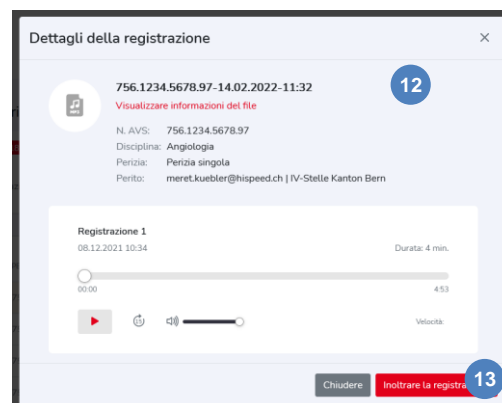 Dettagli della registrazione
12
756.1234.5678.97-14.02.2022-11:32
Visualizzare informazioni del file
N. AVS: 756.1234.5678.97
Disciplina: Angiologia
Perizia: Perizia singola
Perito: meret.kuebler@hispeed.ch | IV-Stelle Kanton Bern
Registrazione 1
08.12.2021 10:34 Durata: 4 min.
00:00 4:53
15 Velocità:
Chiudere Inoltrare la registra 13